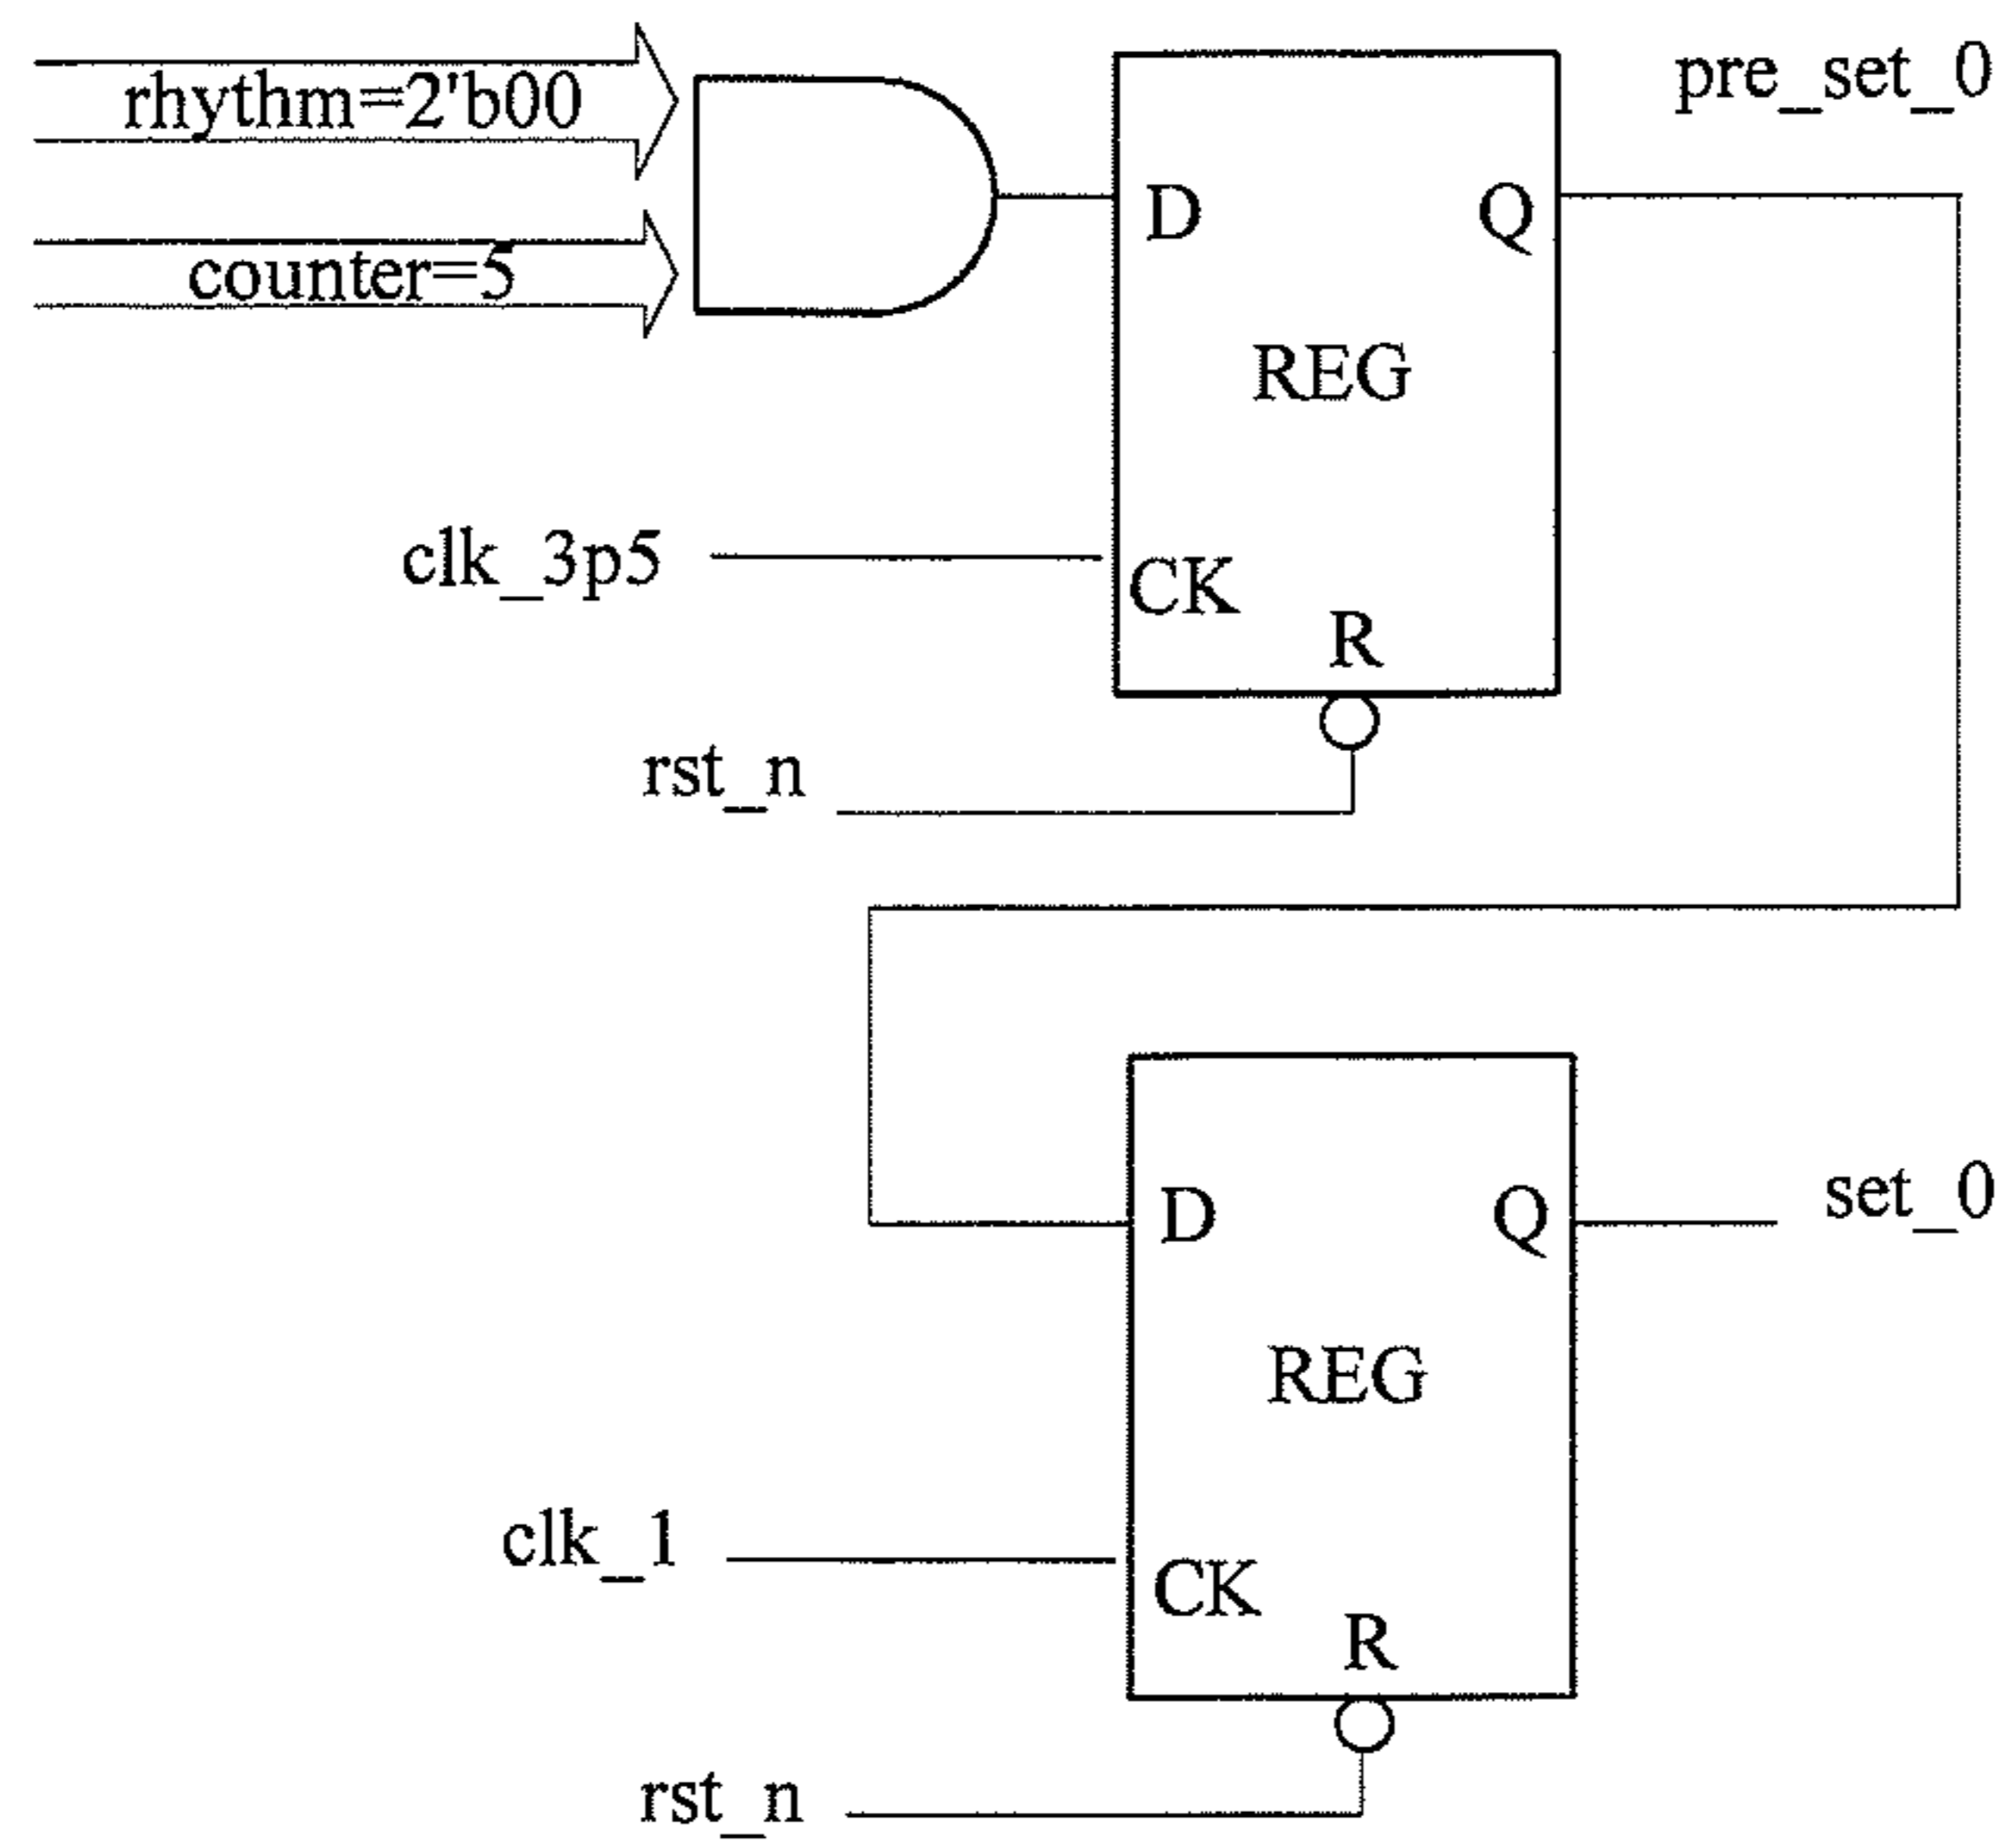 rhythm=2'b00
pre_set_0
counter=5
D
Q
REG
clk_3p5
CK
R
rst_n
D
Q
set_0
REG
clk_1
CK
R
rst_n